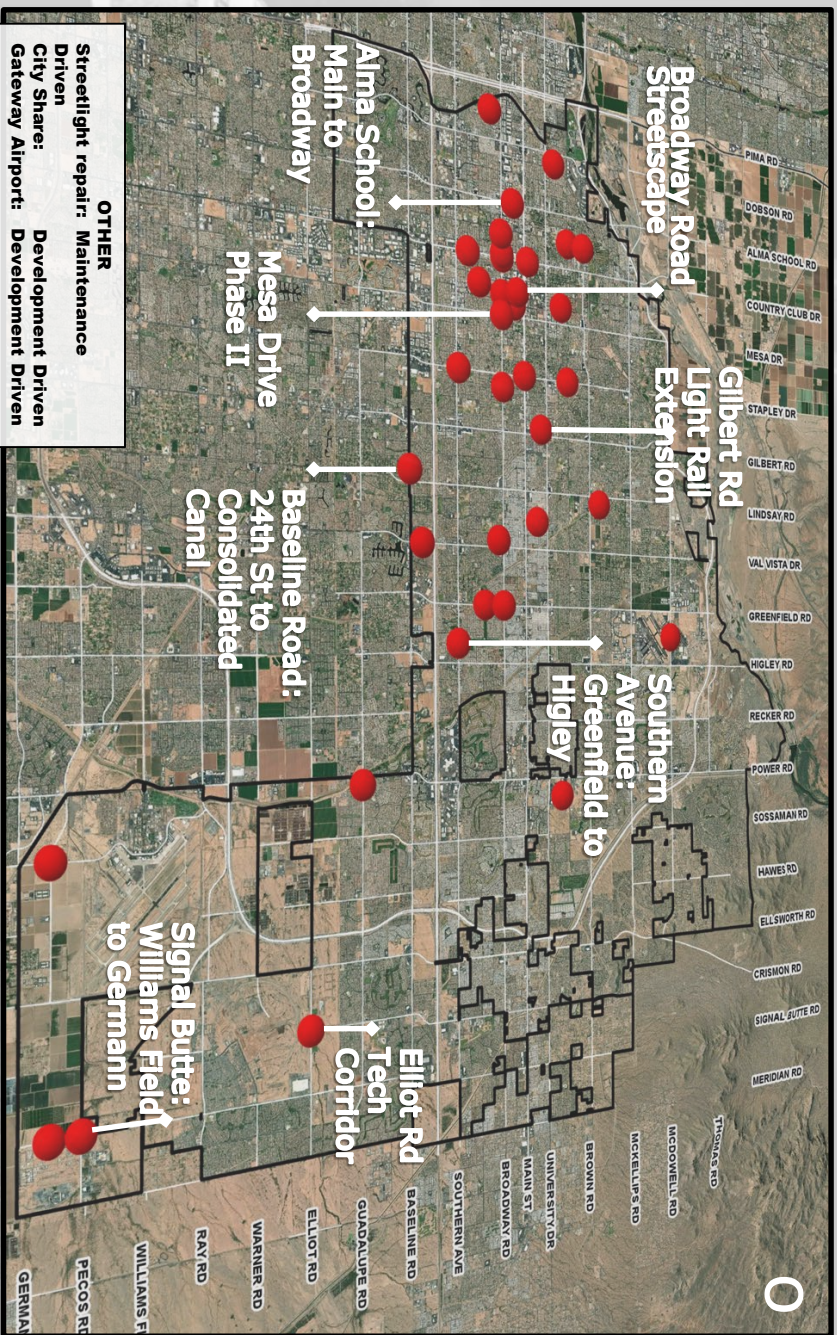 O
PIMA RD
DOBSON RD
ALMA SCHOOL RD
COUNTRY CLUB DR
MESA DR
STAPLEY DR
GILBERT RD
LINDSAY RD
VAL VISTA DR
GREENFIELD RD
HIGLEY RD
RECKER RD
POWER RD
SOSSAMAN RD
HAWES RD
ELLSWORTH RD
CRISMON RD
SIGNAL BUTTE RD
MERIDIAN RD
THOMAS RD
MCDOWELL RD
MCKELLIPS RD
BROWN RD
UNIVERSITY DR
MAIN ST
BROADWAY RD
SOUTHERN AVE
BASELINE RD
GUADALUPE RD
ELLIOT RD
WARNER RD
RAY RD
WILLIAMS FI
PECOS RD
GERMAN
Broadway Road
Streetscape
Gilbert Rd
Light Rail
Extension
Southern
Avenue:
Greenfield to
Higley
Alma School:
Main to
Broadway
Mesa Drive
Phase II
Baseline Road:
24th St to
Consolidated
Canal
Elliot Rd
Tech
Corridor
Signal Butte:
Williams Field
to Germann
OTHER
Streetlight repair: Maintenance
Driven
City Share: Development Driven
Gateway Airport: Development Driven